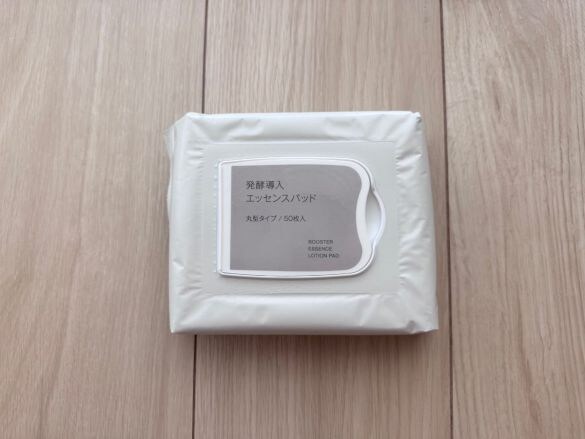 発酵導入
エッセンスパッド
丸型タイプ / 50枚入
BOOSTER
ESSENCE
LOTION PAD